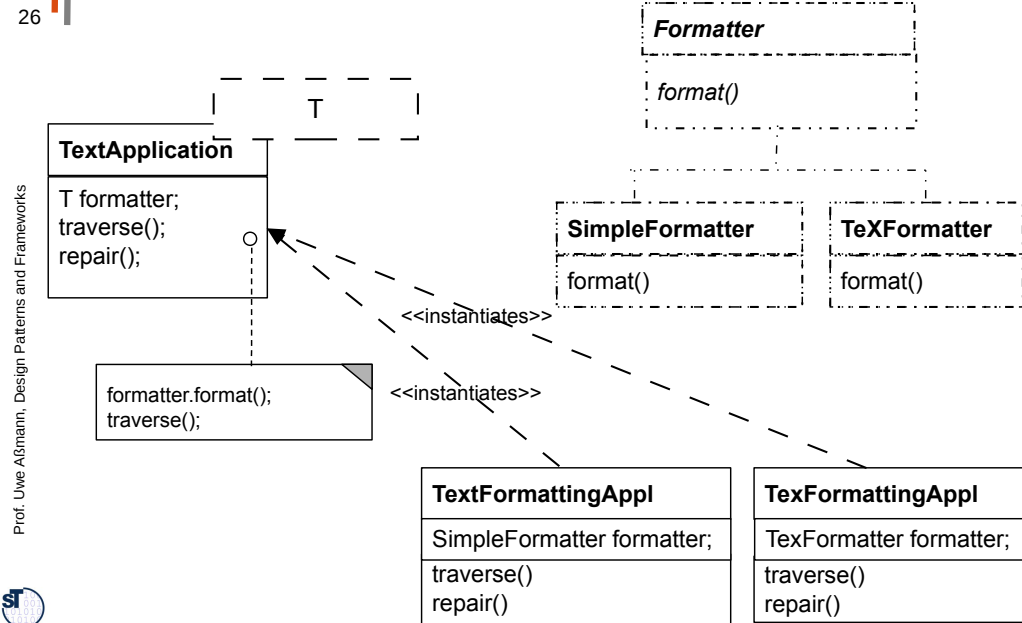 26
Formatter
format()
T
TextApplication
T formatter;
traverse();
repair();
SimpleFormatter
format()
TeXFormatter
format()
<<instantiates>>
<<instantiates>>
formatter.format();
traverse();
TextFormattingAppl
SimpleFormatter formatter;
traverse()
repair()
TexFormattingAppl
TexFormatter formatter;
traverse()
repair()
Prof. Uwe Aßmann, Design Patterns and Frameworks
sT